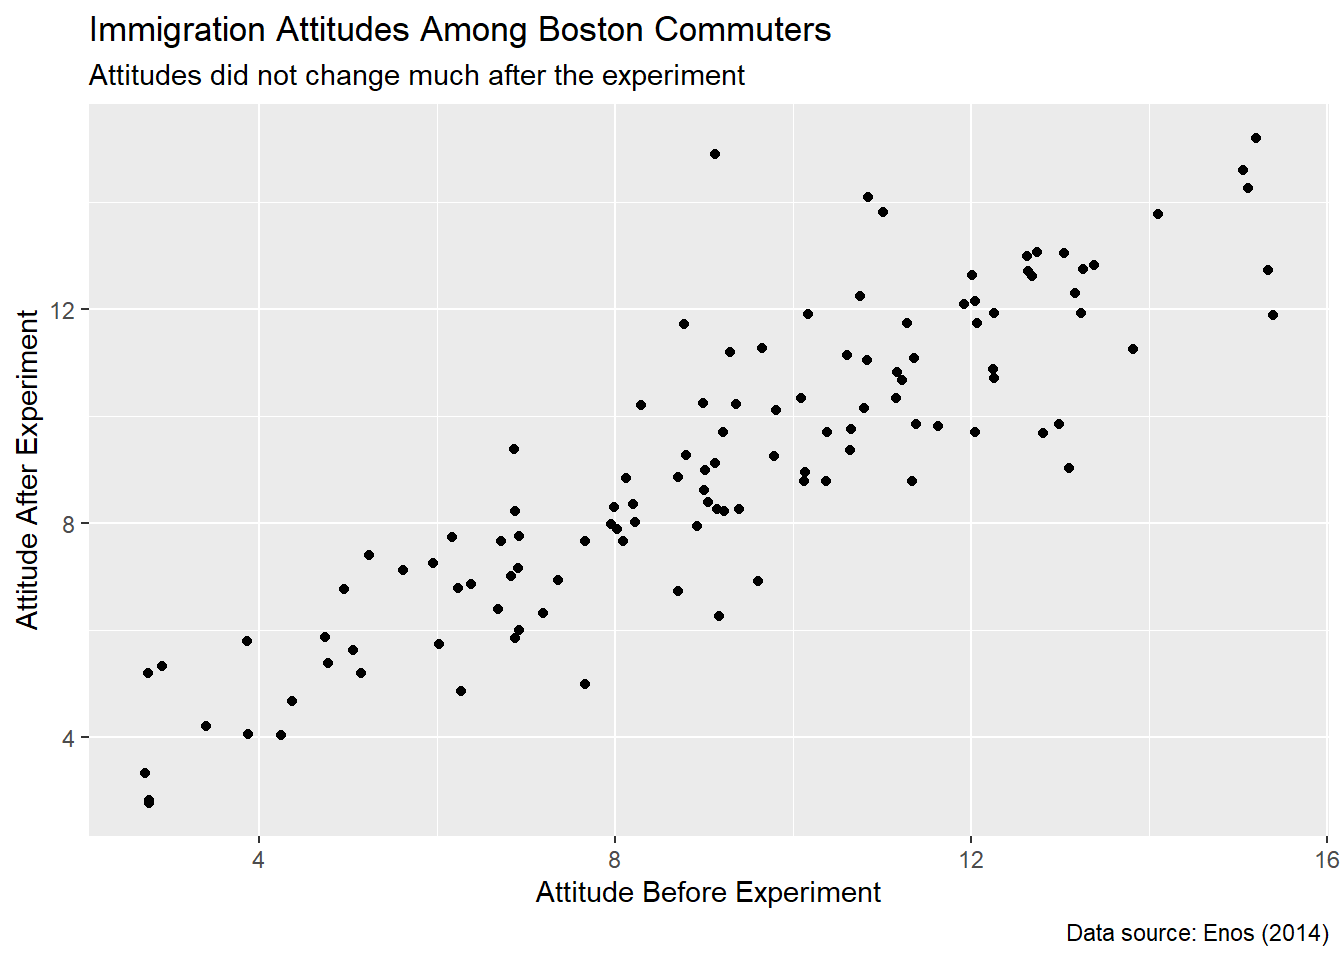 Immigration Attitudes Among Boston Commuters
Attitudes did not change much after the experiment
Attitude After Experiment
12
8
4
4 8 12 16
Attitude Before Experiment
Data source: Enos (2014)